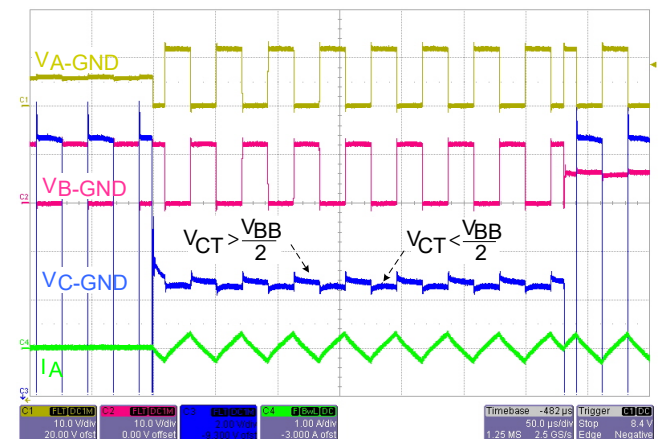 VA-GND
C1
VB-GND
C2
VCT > VBB/2
VCT < VBB/2
VC-GND
C4
IA
C3
C1 FLT DC1M
10.0 V/div
20.00 V ofst
C2 FLT DC1M
10.0 V/div
0.00 V offset
C4 F BwL DC
1.00 A/div
-3.000 A ofst
Timebase -482 µs
50.0 µs/div
1.25 MS 2.5 GS/s
Trigger C1 DC
Stop 8.4 V
Edge Negative